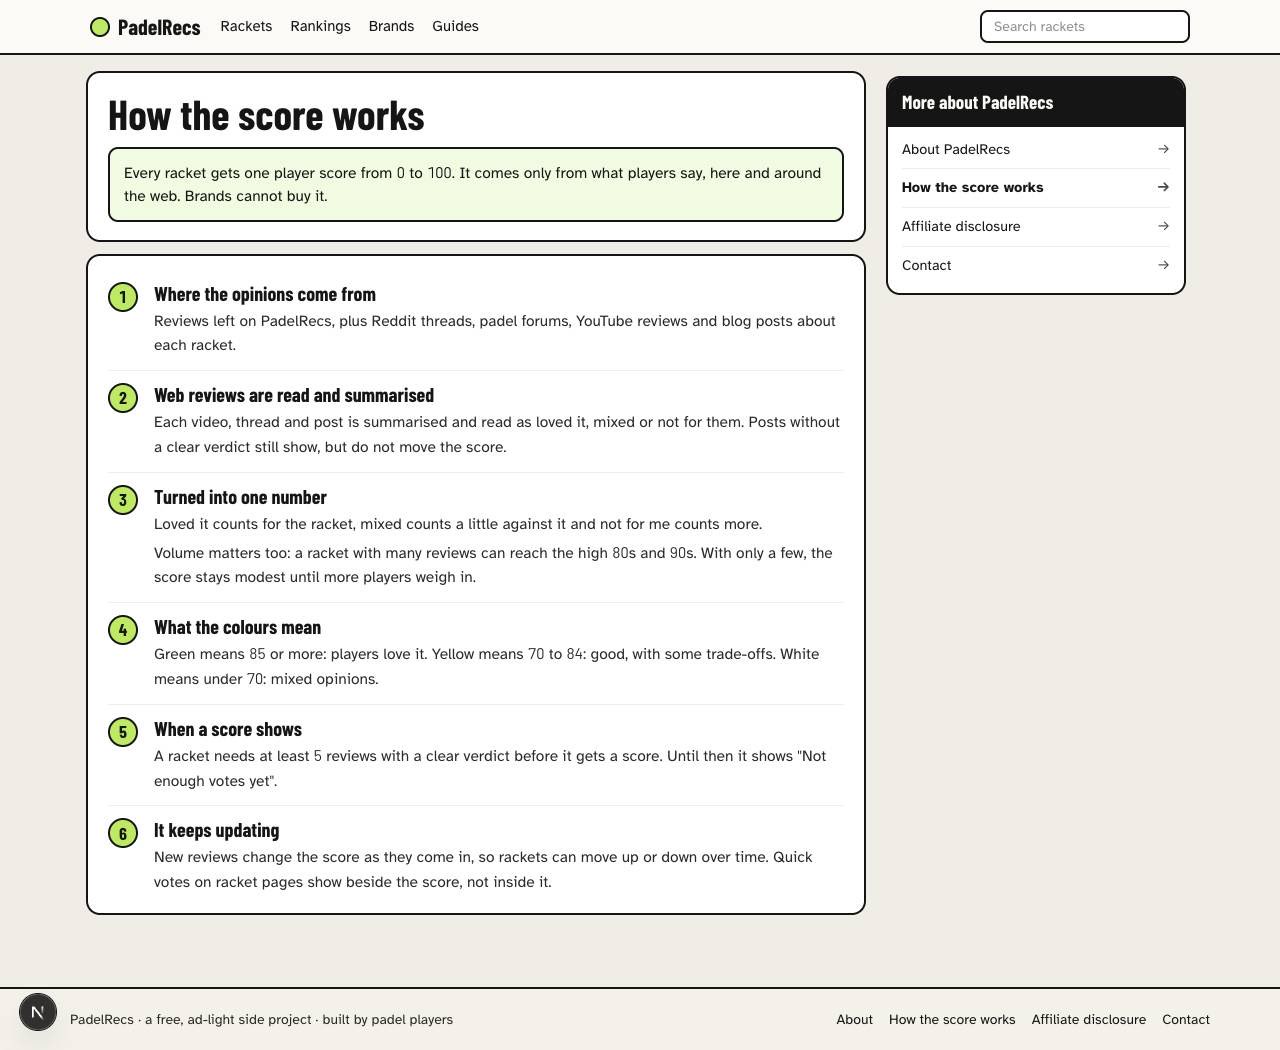 PadelRecs
Rackets
Rankings
Brands
Guides
Search rackets
How the score works
Every racket gets one player score from 0 to 100. It comes only from what players say, here and around
the web. Brands cannot buy it.
1
Where the opinions come from
Reviews left on PadelRecs, plus Reddit threads, padel forums, YouTube reviews and blog posts about
each racket.
2
Web reviews are read and summarised
Each video, thread and post is summarised and read as loved it, mixed or not for them. Posts without
a clear verdict still show, but do not move the score.
3
Turned into one number
Loved it counts for the racket, mixed counts a little against it and not for me counts more.
Volume matters too: a racket with many reviews can reach the high 80s and 90s. With only a few, the
score stays modest until more players weigh in.
4
What the colours mean
Green means 85 or more: players love it. Yellow means 70 to 84: good, with some trade-offs. White
means under 70: mixed opinions.
5
When a score shows
A racket needs at least 5 reviews with a clear verdict before it gets a score. Until then it shows "Not
enough votes yet".
6
It keeps updating
New reviews change the score as they come in, so rackets can move up or down over time. Quick
votes on racket pages show beside the score, not inside it.
More about PadelRecs
About PadelRecs →
How the score works →
Affiliate disclosure →
Contact →
N
PadelRecs · a free, ad-light side project · built by padel players
About
How the score works
Affiliate disclosure
Contact